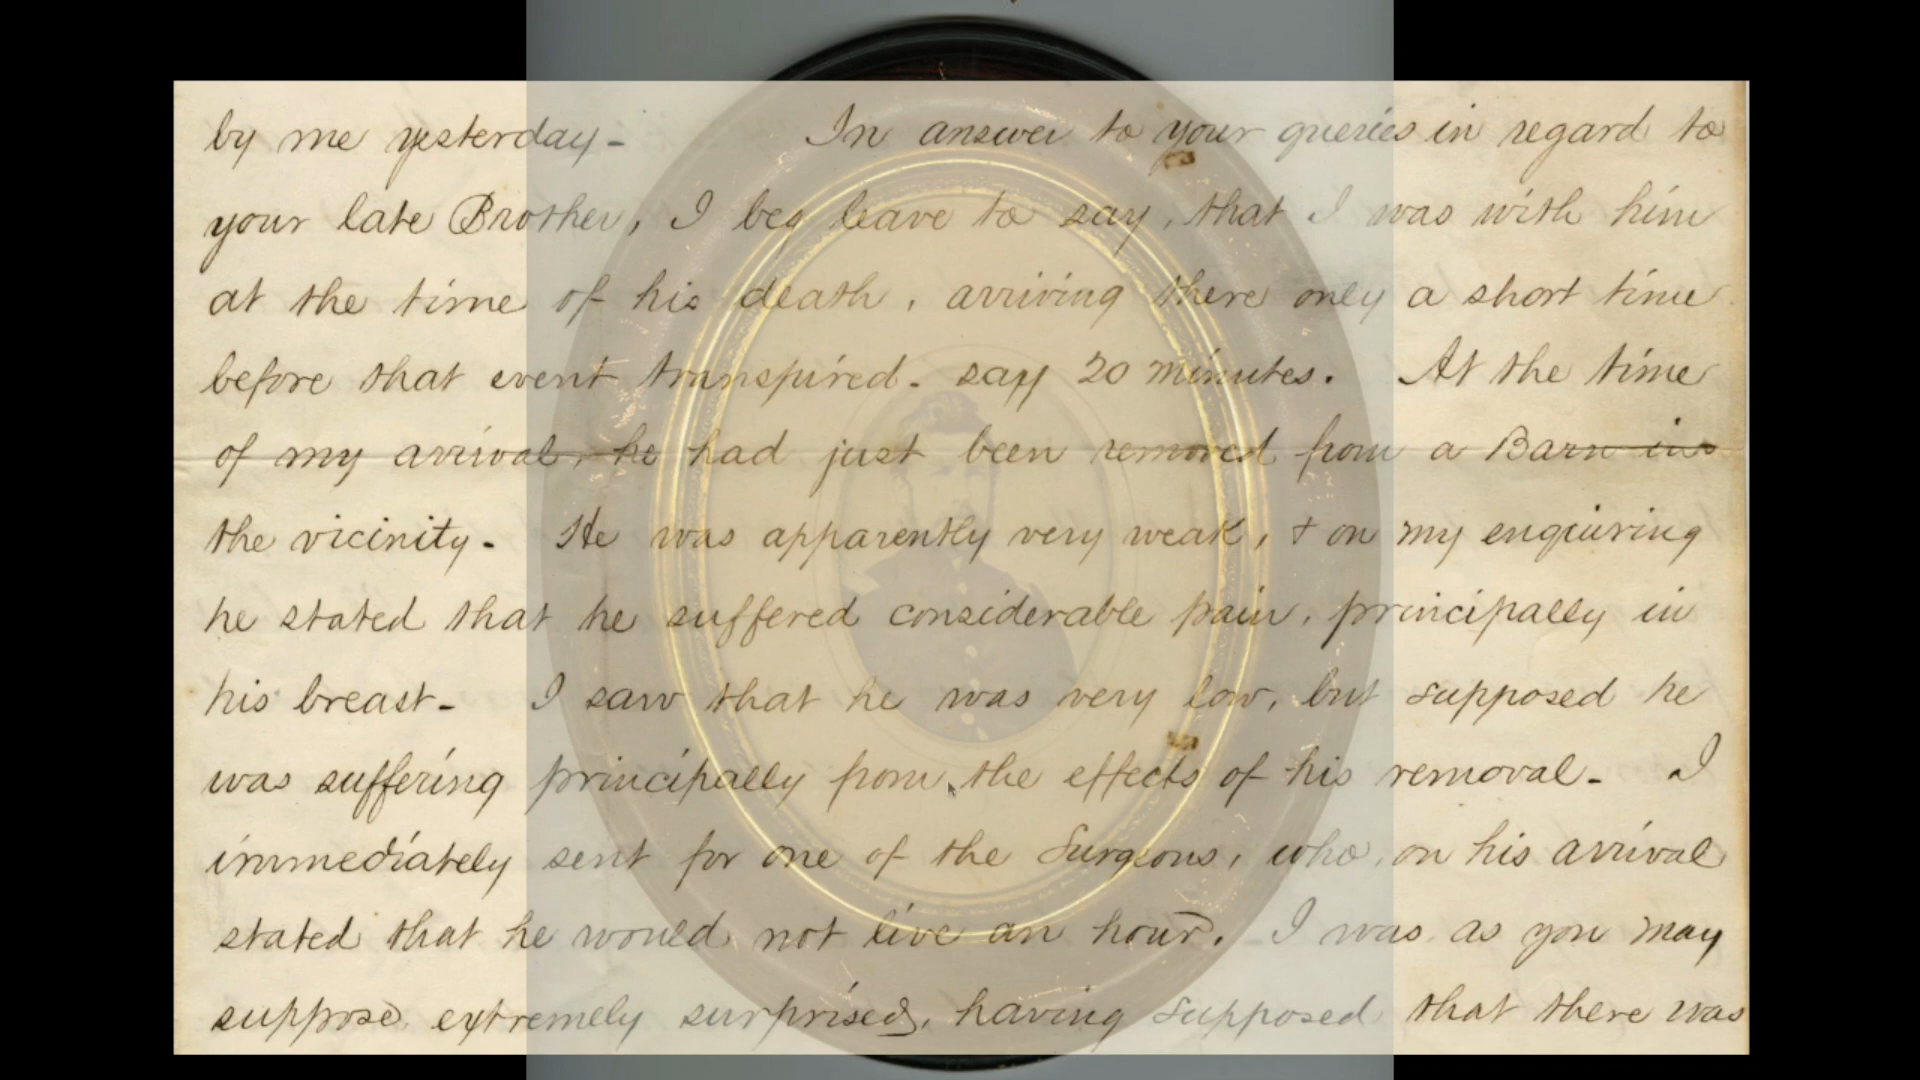 by me yesterday - In answer to your queries in regard to
your late Brother, I beg leave to say, that I was with him
at the time of his death, arriving there only a short time
before that event transpired - say 20 minutes. At the time
of my arrival, he had just been removed from a Barn in
the vicinity - He was apparently very weak, & on my enquiring
he stated that he suffered considerable pain, principally in
his breast - I saw that he was very low, but supposed he
was suffering principally from the effects of his removal - I
immediately sent for one of the Surgeons, who, on his arrival
stated that he would not live an hour. I was, as you may
suppose, extremely surprised, having supposed that there was